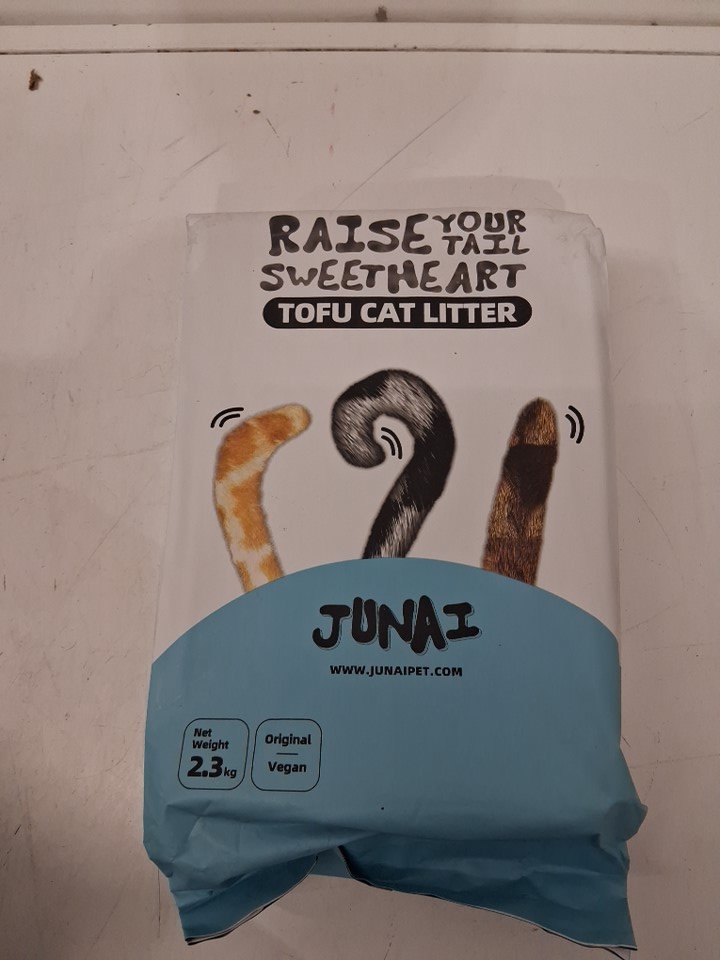 RAISE YOUR TAIL
SWEETHEART
TOFU CAT LITTER
JUNAI
WWW.JUNAIPET.COM
Net
Weight
2.3kg
Original
Vegan